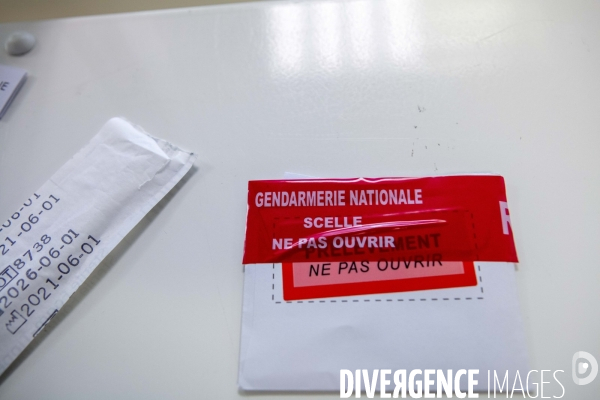 21-06-01
8738
2026-06-01
2021-06-01
GENDARMERIE NATIONALE
SCELLE
NE PAS OUVRIR
PRELEVEMENT
NE PAS OUVRIR
DIVERGENCE IMAGES